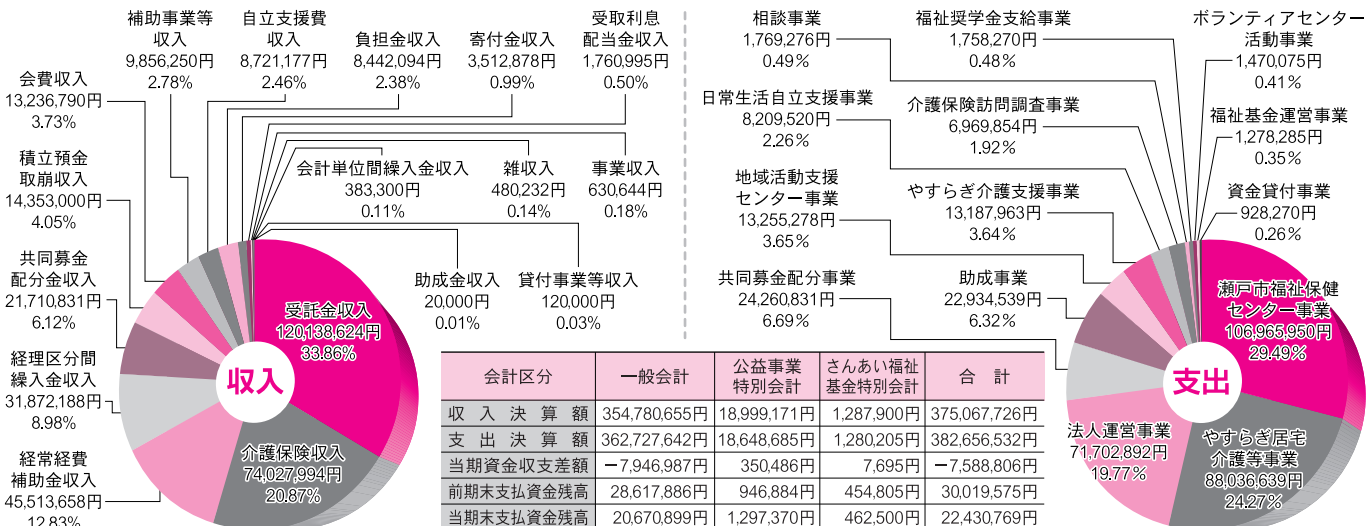 補助事業等
収入
9,856,250円
2.78%
自立支援費
収入
8,721,177円
2.46%
負担金収入
8,442,094円
2.38%
寄付金収入
3,512,878円
0.99%
受取利息
配当金収入
1,760,995円
0.50%
会費収入
13,236,790円
3.73%
積立預金
取崩収入
14,353,000円
4.05%
共同募金
配分金収入
21,710,831円
6.12%
経理区分間
繰入金収入
31,872,188円
8.98%
経常経費
補助金収入
45,513,658円
12.83%
会計単位間繰入金収入
383,300円
0.11%
雑収入
480,232円
0.14%
事業収入
630,644円
0.18%
助成金収入
20,000円
0.01%
貸付事業等収入
120,000円
0.03%
受託金収入
120,138,624円
33.86%
収入
介護保険収入
74,027,994円
20.87%
相談事業
1,769,276円
0.49%
福祉奨学金支給事業
1,758,270円
0.48%
ボランティアセンター
活動事業
1,470,075円
0.41%
日常生活自立支援事業
8,209,520円
2.26%
介護保険訪問調査事業
6,969,854円
1.92%
福祉基金運営事業
1,278,285円
0.35%
地域活動支援
センター事業
13,255,278円
3.65%
やすらぎ介護支援事業
13,187,963円
3.64%
資金貸付事業
928,270円
0.26%
共同募金配分事業
24,260,831円
6.69%
助成事業
22,934,539円
6.32%
瀬戸市福祉保健
センター事業
106,965,950円
29.49%
支出
法人運営事業
71,702,892円
19.77%
やすらぎ居宅
介護等事業
88,036,639円
24.27%
会計区分 一般会計 公益事業特別会計 さんあい福祉基金特別会計 合計
収入決算額 354,780,655円 18,999,171円 1,287,900円 375,067,726円
支出決算額 362,727,642円 18,648,685円 1,280,205円 382,656,532円
当期資金収支差額 −7,946,987円 350,486円 7,695円 −7,588,806円
前期末支払資金残高 28,617,886円 946,884円 454,805円 30,019,575円
当期末支払資金残高 20,670,899円 1,297,370円 462,500円 22,430,769円